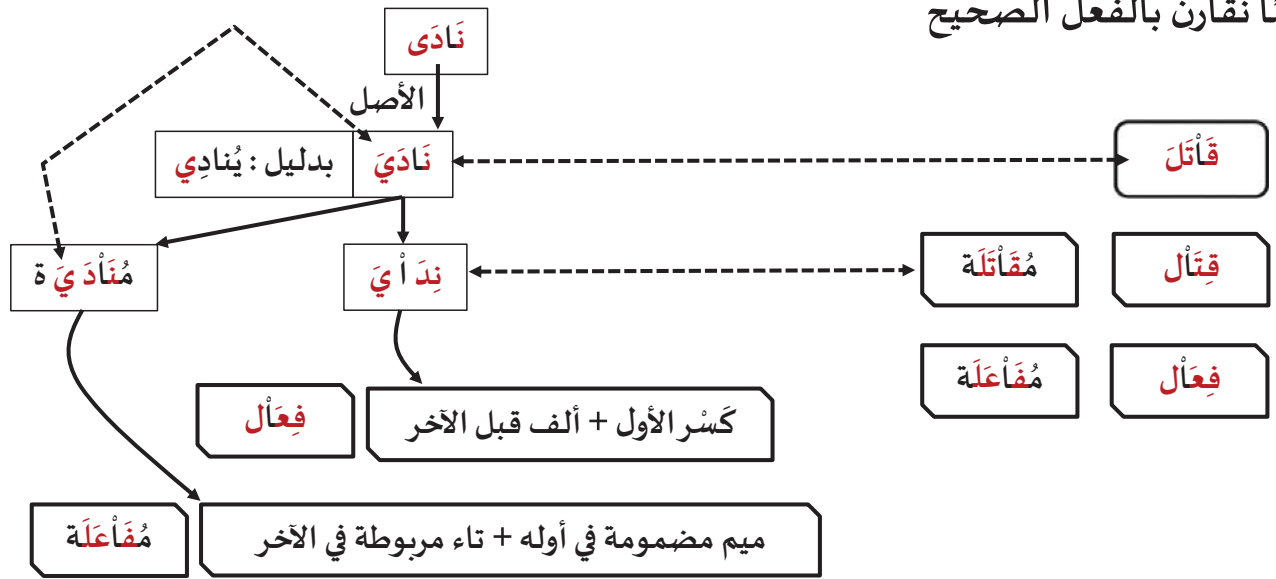 نقارن بالفعل الصحيح
نَادَى
الأصل
قَاْتَلَ
نَادَيَ
بدليل : يُنادِي
قِتَاْل
مُقَاْتَلَة
نِدَ اْ يَ
مُنَاْدَ يَ ة
فِعَاْل
مُفَاْعَلَة
كَسْر الأول + ألف قبل الآخر
فِعَاْل
ميم مضمومة في أوله + تاء مربوطة في الآخر
مُفَاْعَلَة